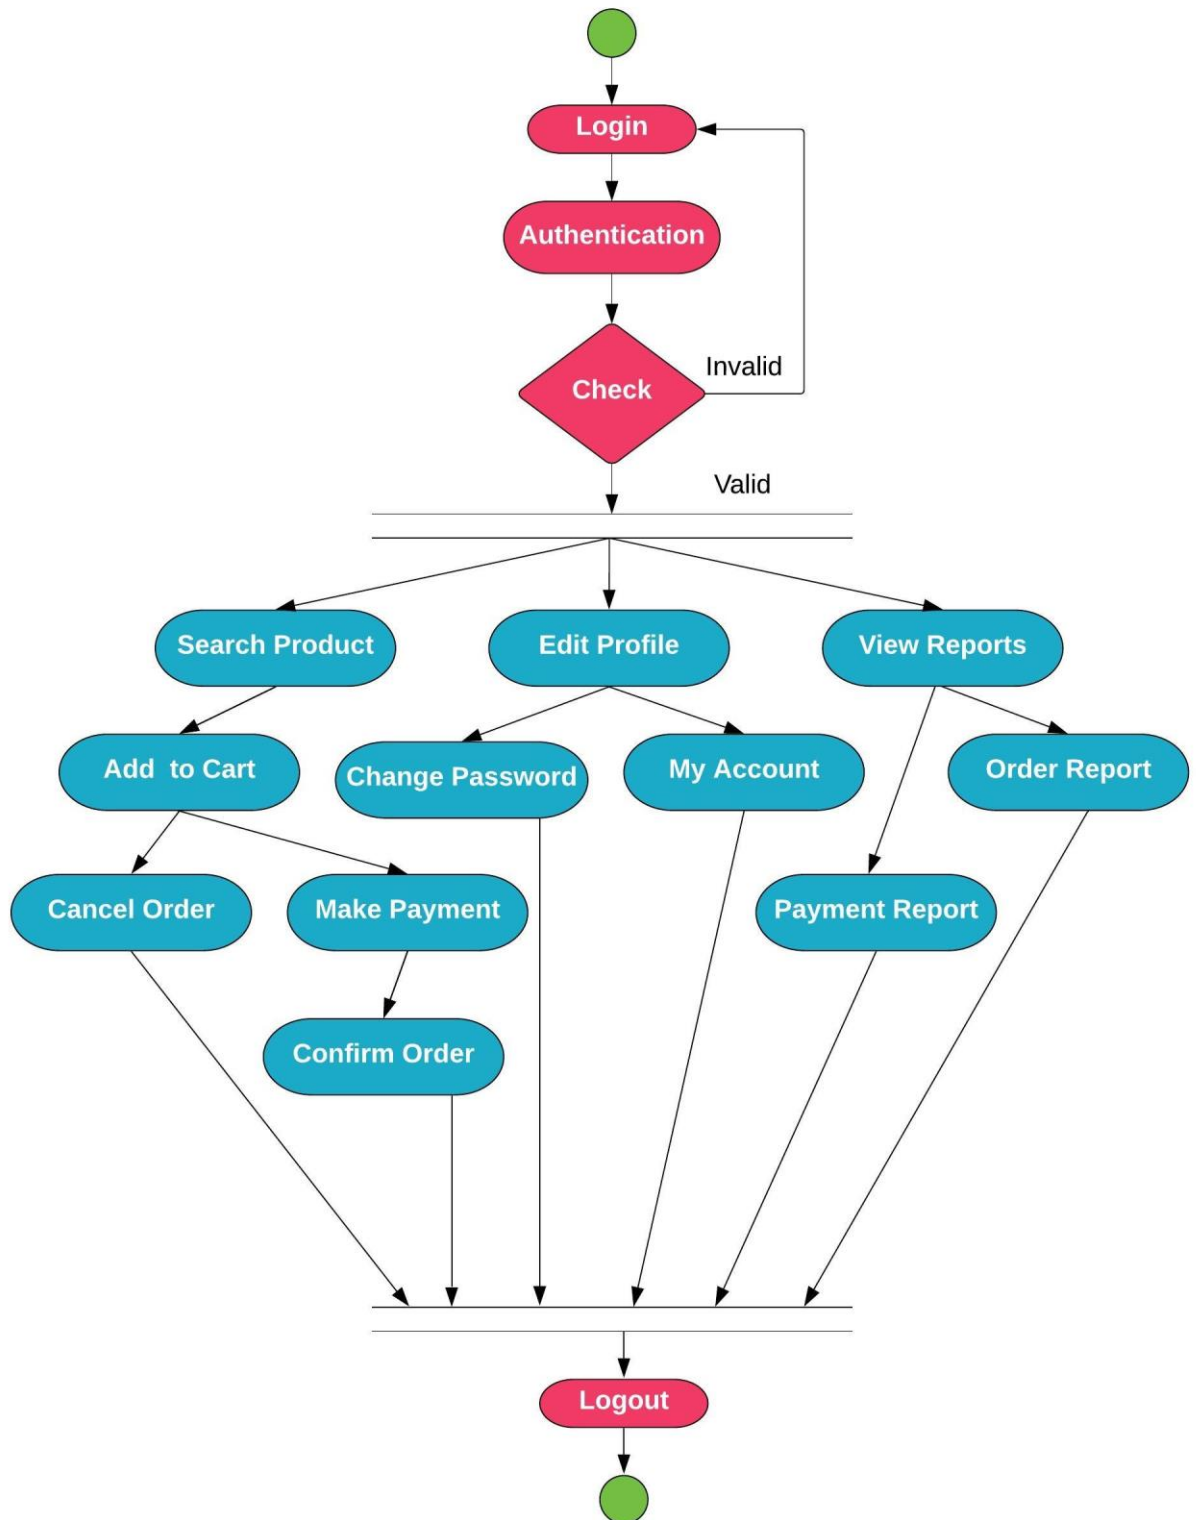 Login
Authentication
Check
Invalid
Valid
Search Product
Edit Profile
View Reports
Add  to Cart
Change Password
My Account
Order Report
Cancel Order
Make Payment
Payment Report
Confirm Order
Logout